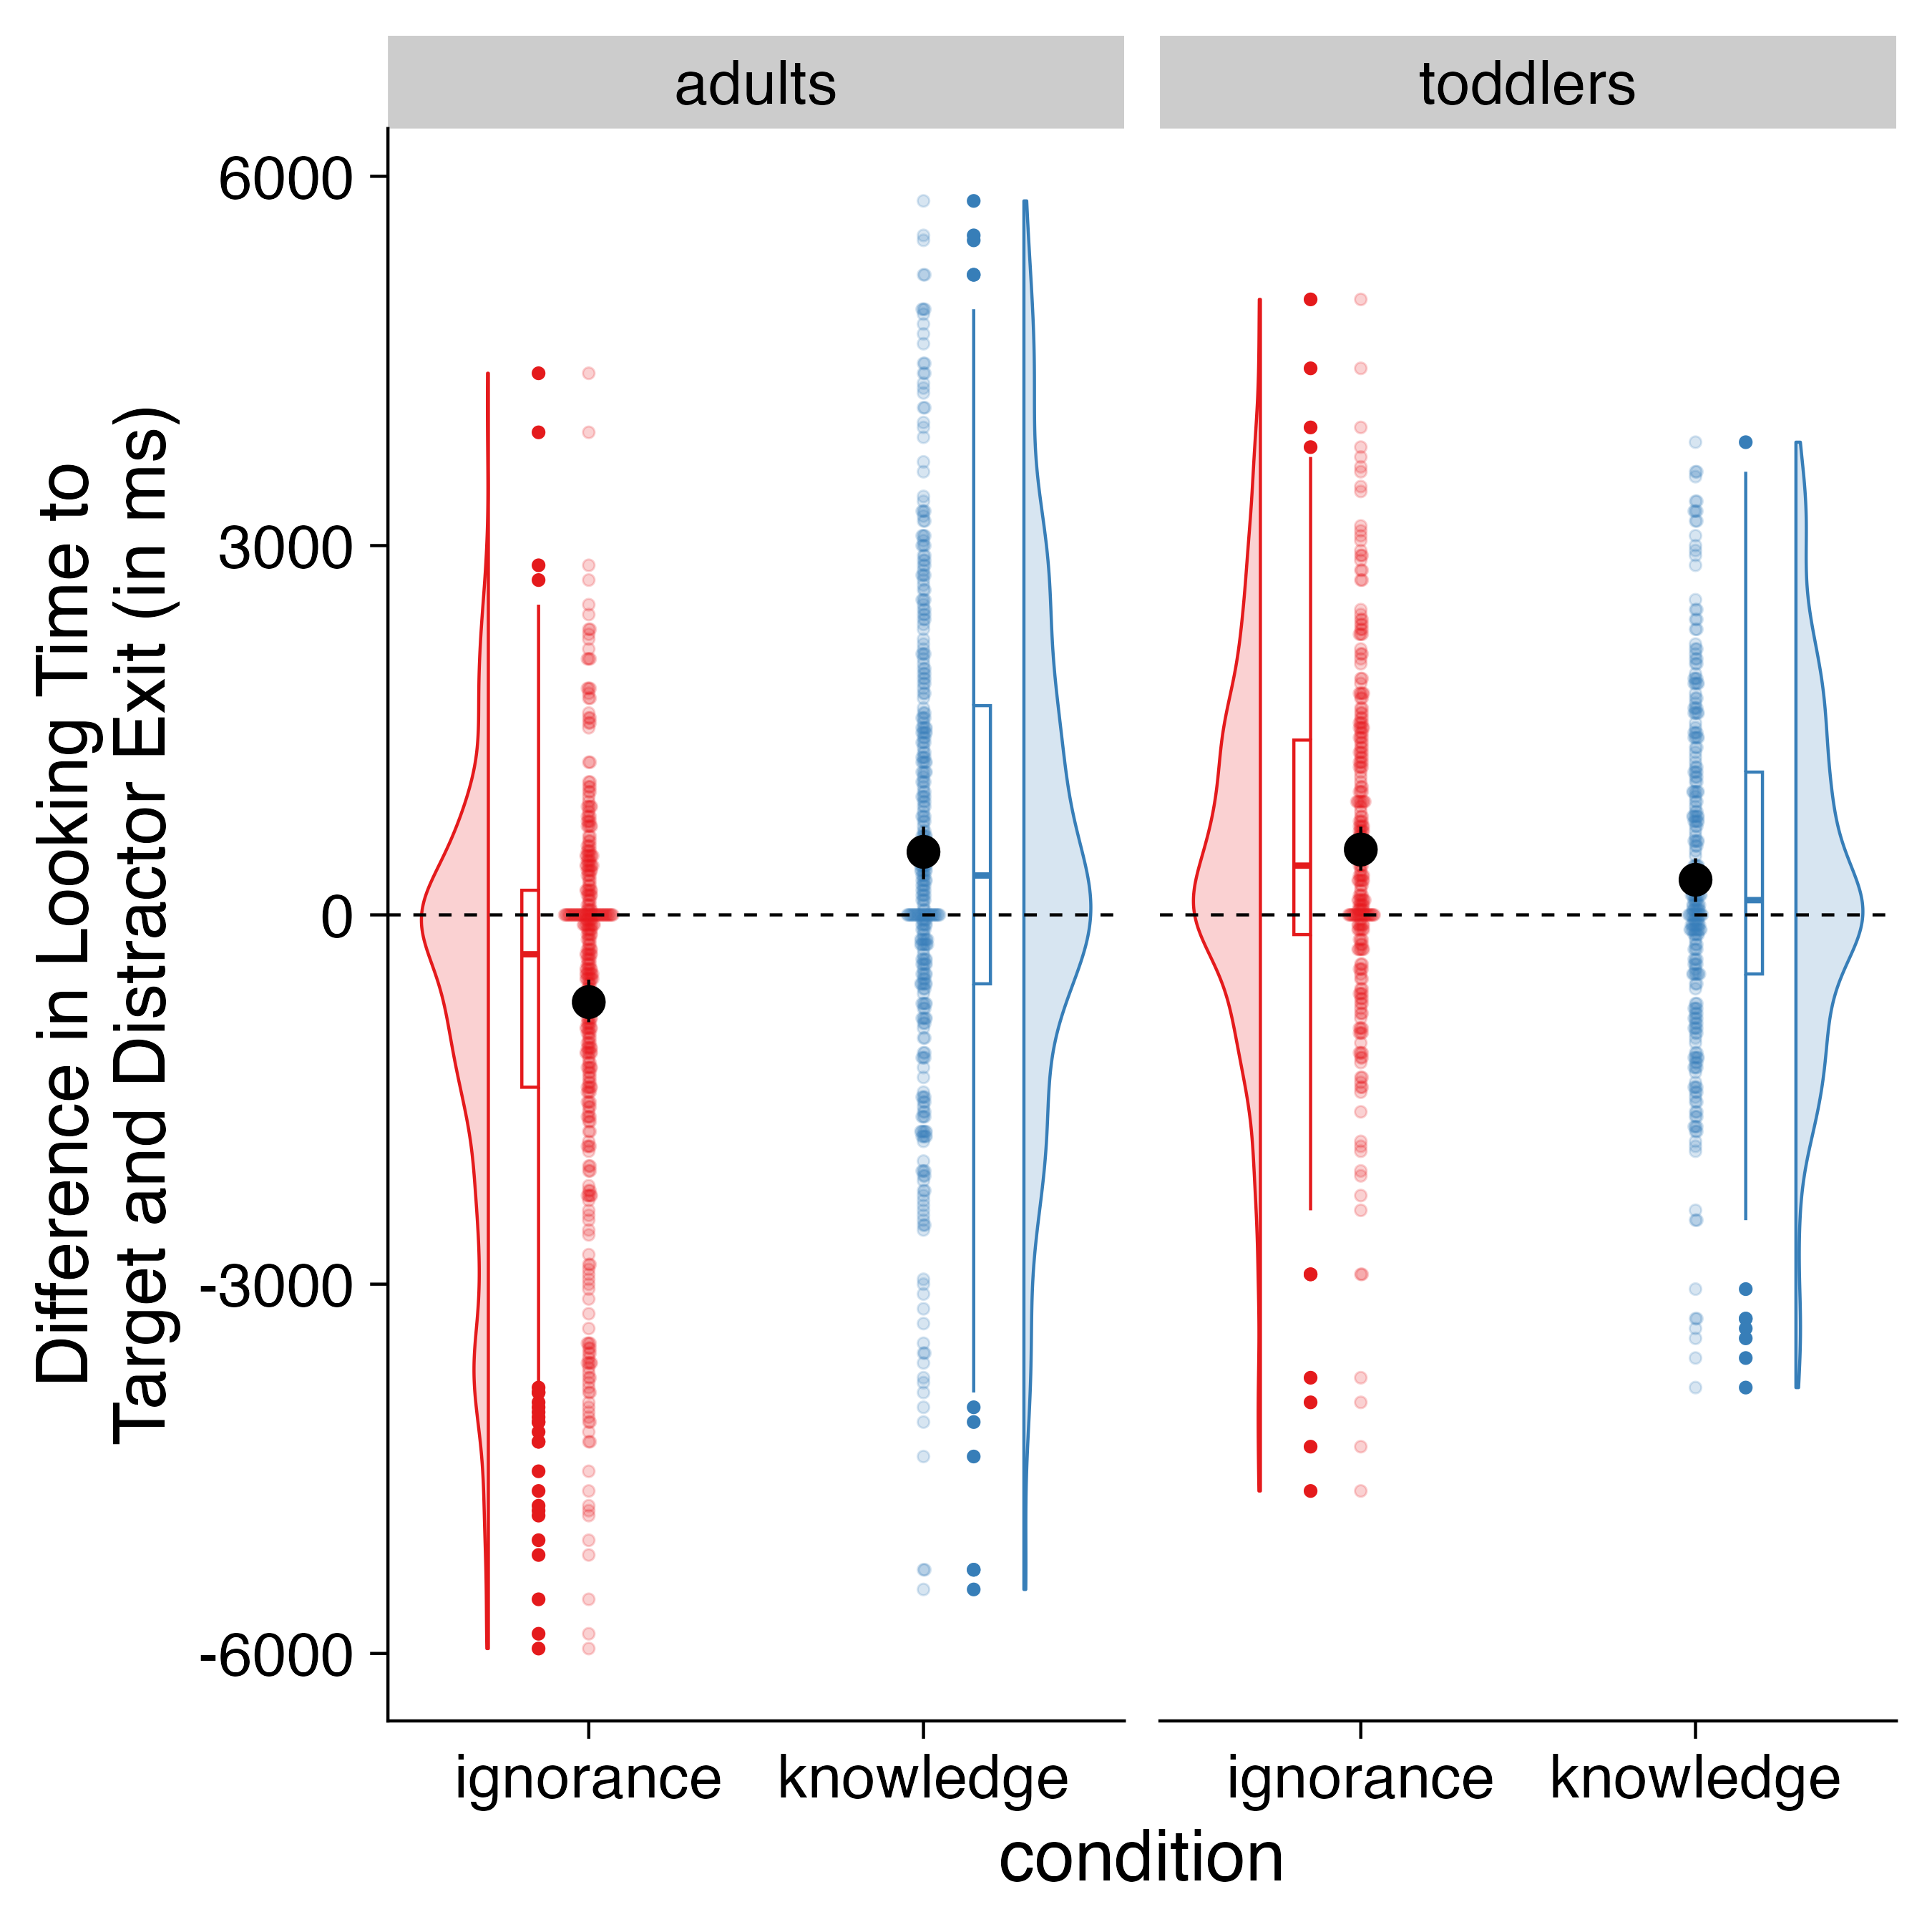 adults
toddlers
Difference in Looking Time to
Target and Distractor Exit (in ms)
6000
3000
0
-3000
-6000
ignorance
knowledge
ignorance
knowledge
condition